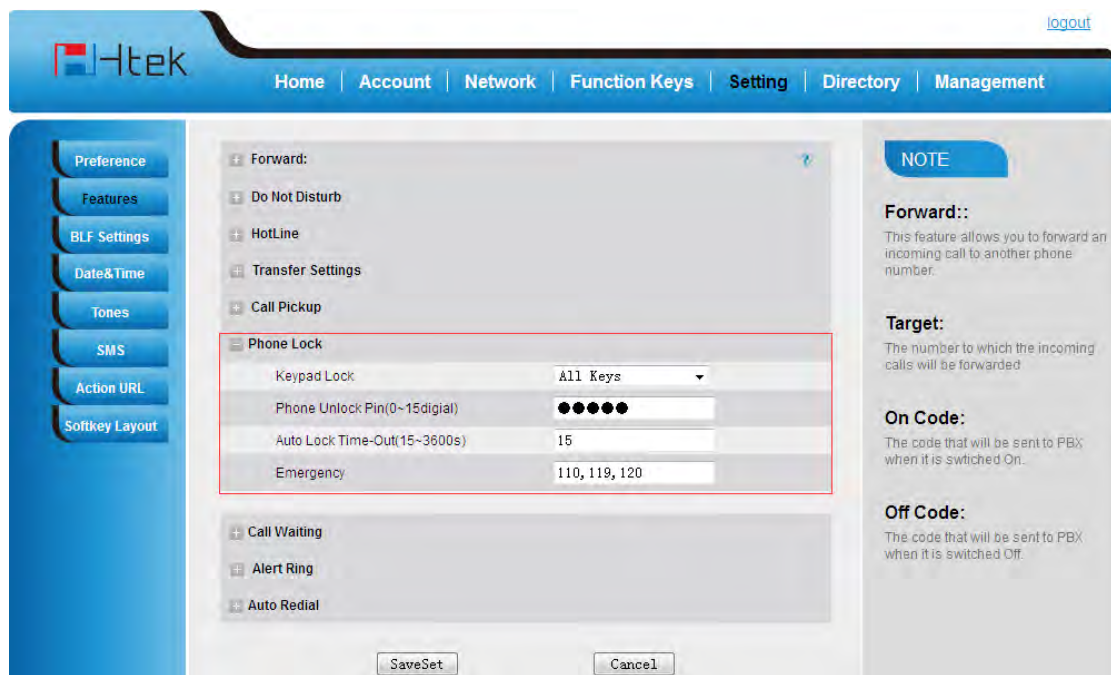 logout
Htek
Home Account Network Function Keys Setting Directory Management
Preference
Features
BLF Settings
Date&Time
Tones
SMS
Action URL
Softkey Layout
Forward: ?
Do Not Disturb
HotLine
Transfer Settings
Call Pickup
Phone Lock
Keypad Lock All Keys
Phone Unlock Pin(0~15digial) ●●●●●
Auto Lock Time-Out(15~3600s) 15
Emergency 110,119,120
Call Waiting
Alert Ring
Auto Redial
SaveSet Cancel
NOTE
Forward::
This feature allows you to forward an
incoming call to another phone
number.
Target:
The number to which the incoming
calls will be forwarded
On Code:
The code that will be sent to PBX
when it is swtiched On.
Off Code:
The code that will be sent to PBX
when it is switched Off.